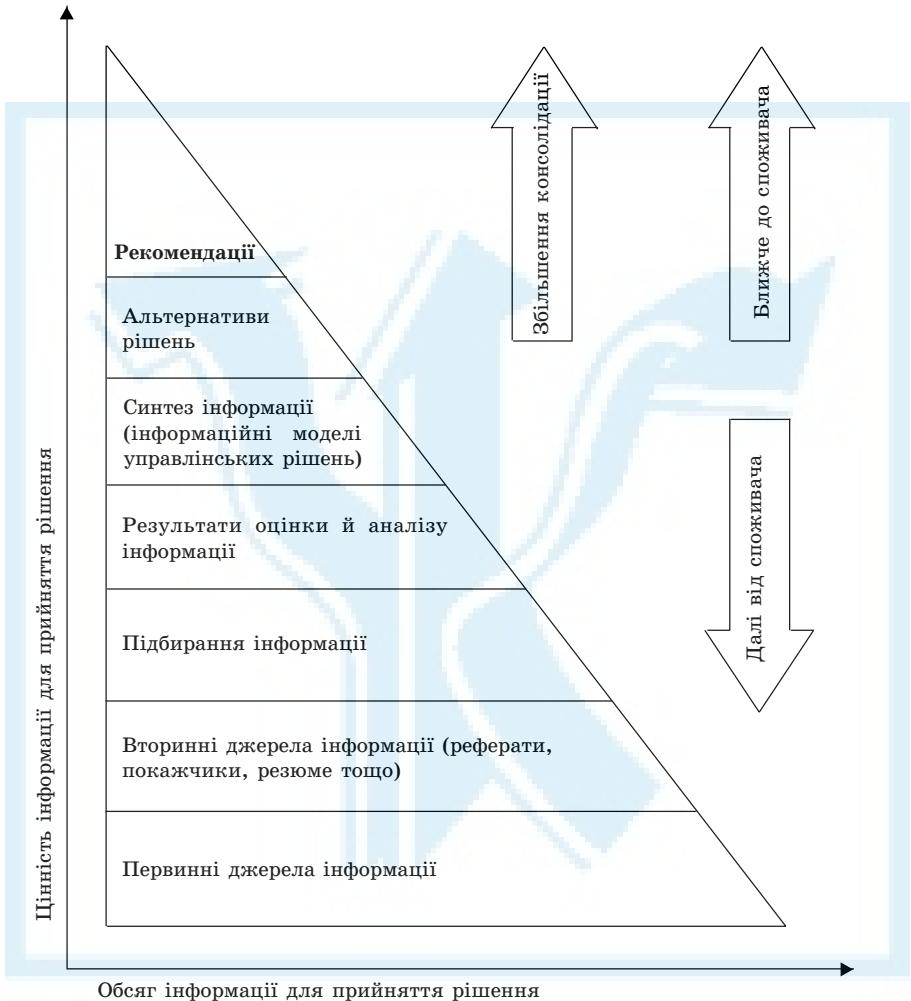 Збільшення консолідації
Ближче до споживача
Рекомендації
Альтернативи
рішень
Синтез інформації
(інформаційні моделі
управлінських рішень)
Результати оцінки й аналізу
інформації
Підбирання інформації
Далі від споживача
Вторинні джерела інформації (реферати,
покажчики, резюме тощо)
Первинні джерела інформації
Цінність інформації для прийняття рішення
Обсяг інформації для прийняття рішення